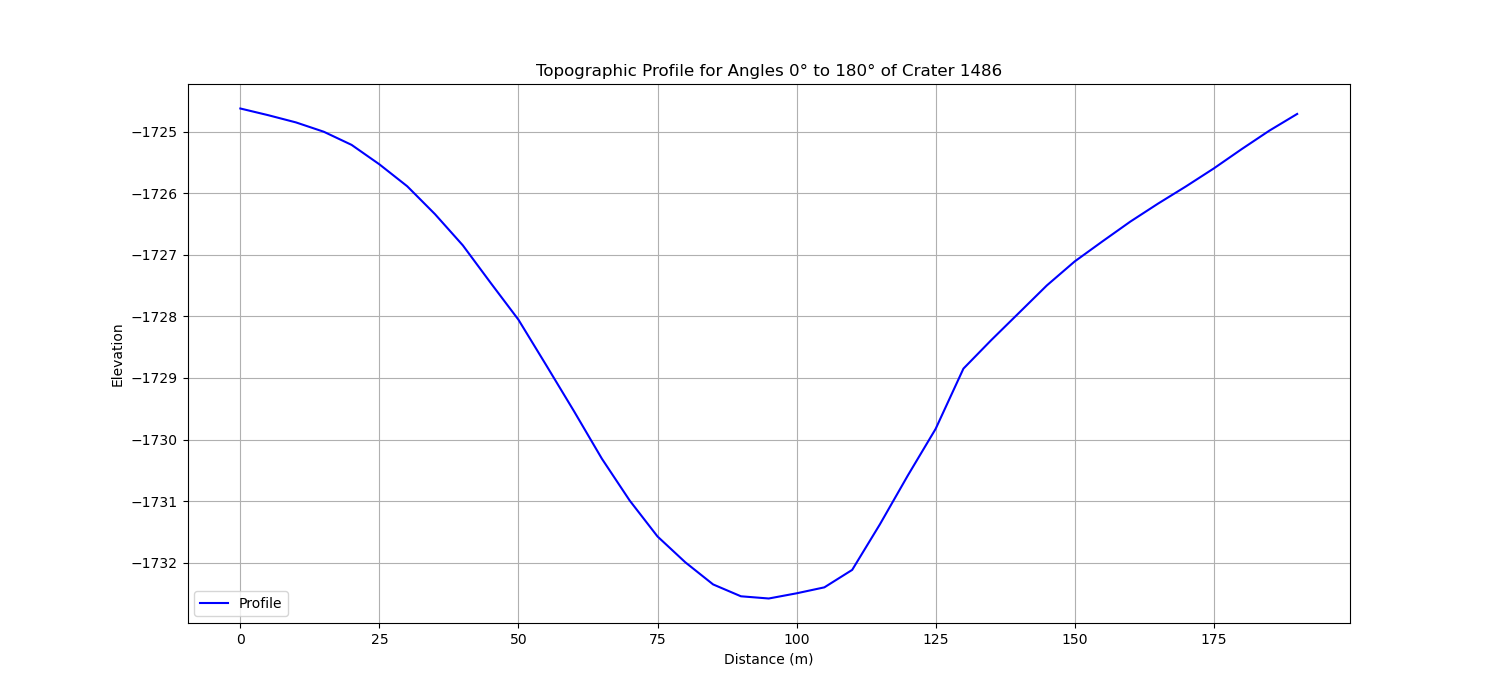 Topographic Profile for Angles 0° to 180° of Crater 1486
−1725
−1726
−1727
−1728
−1729
−1730
−1731
−1732
Elevation
Profile
0 25 50 75 100 125 150 175
Distance (m)